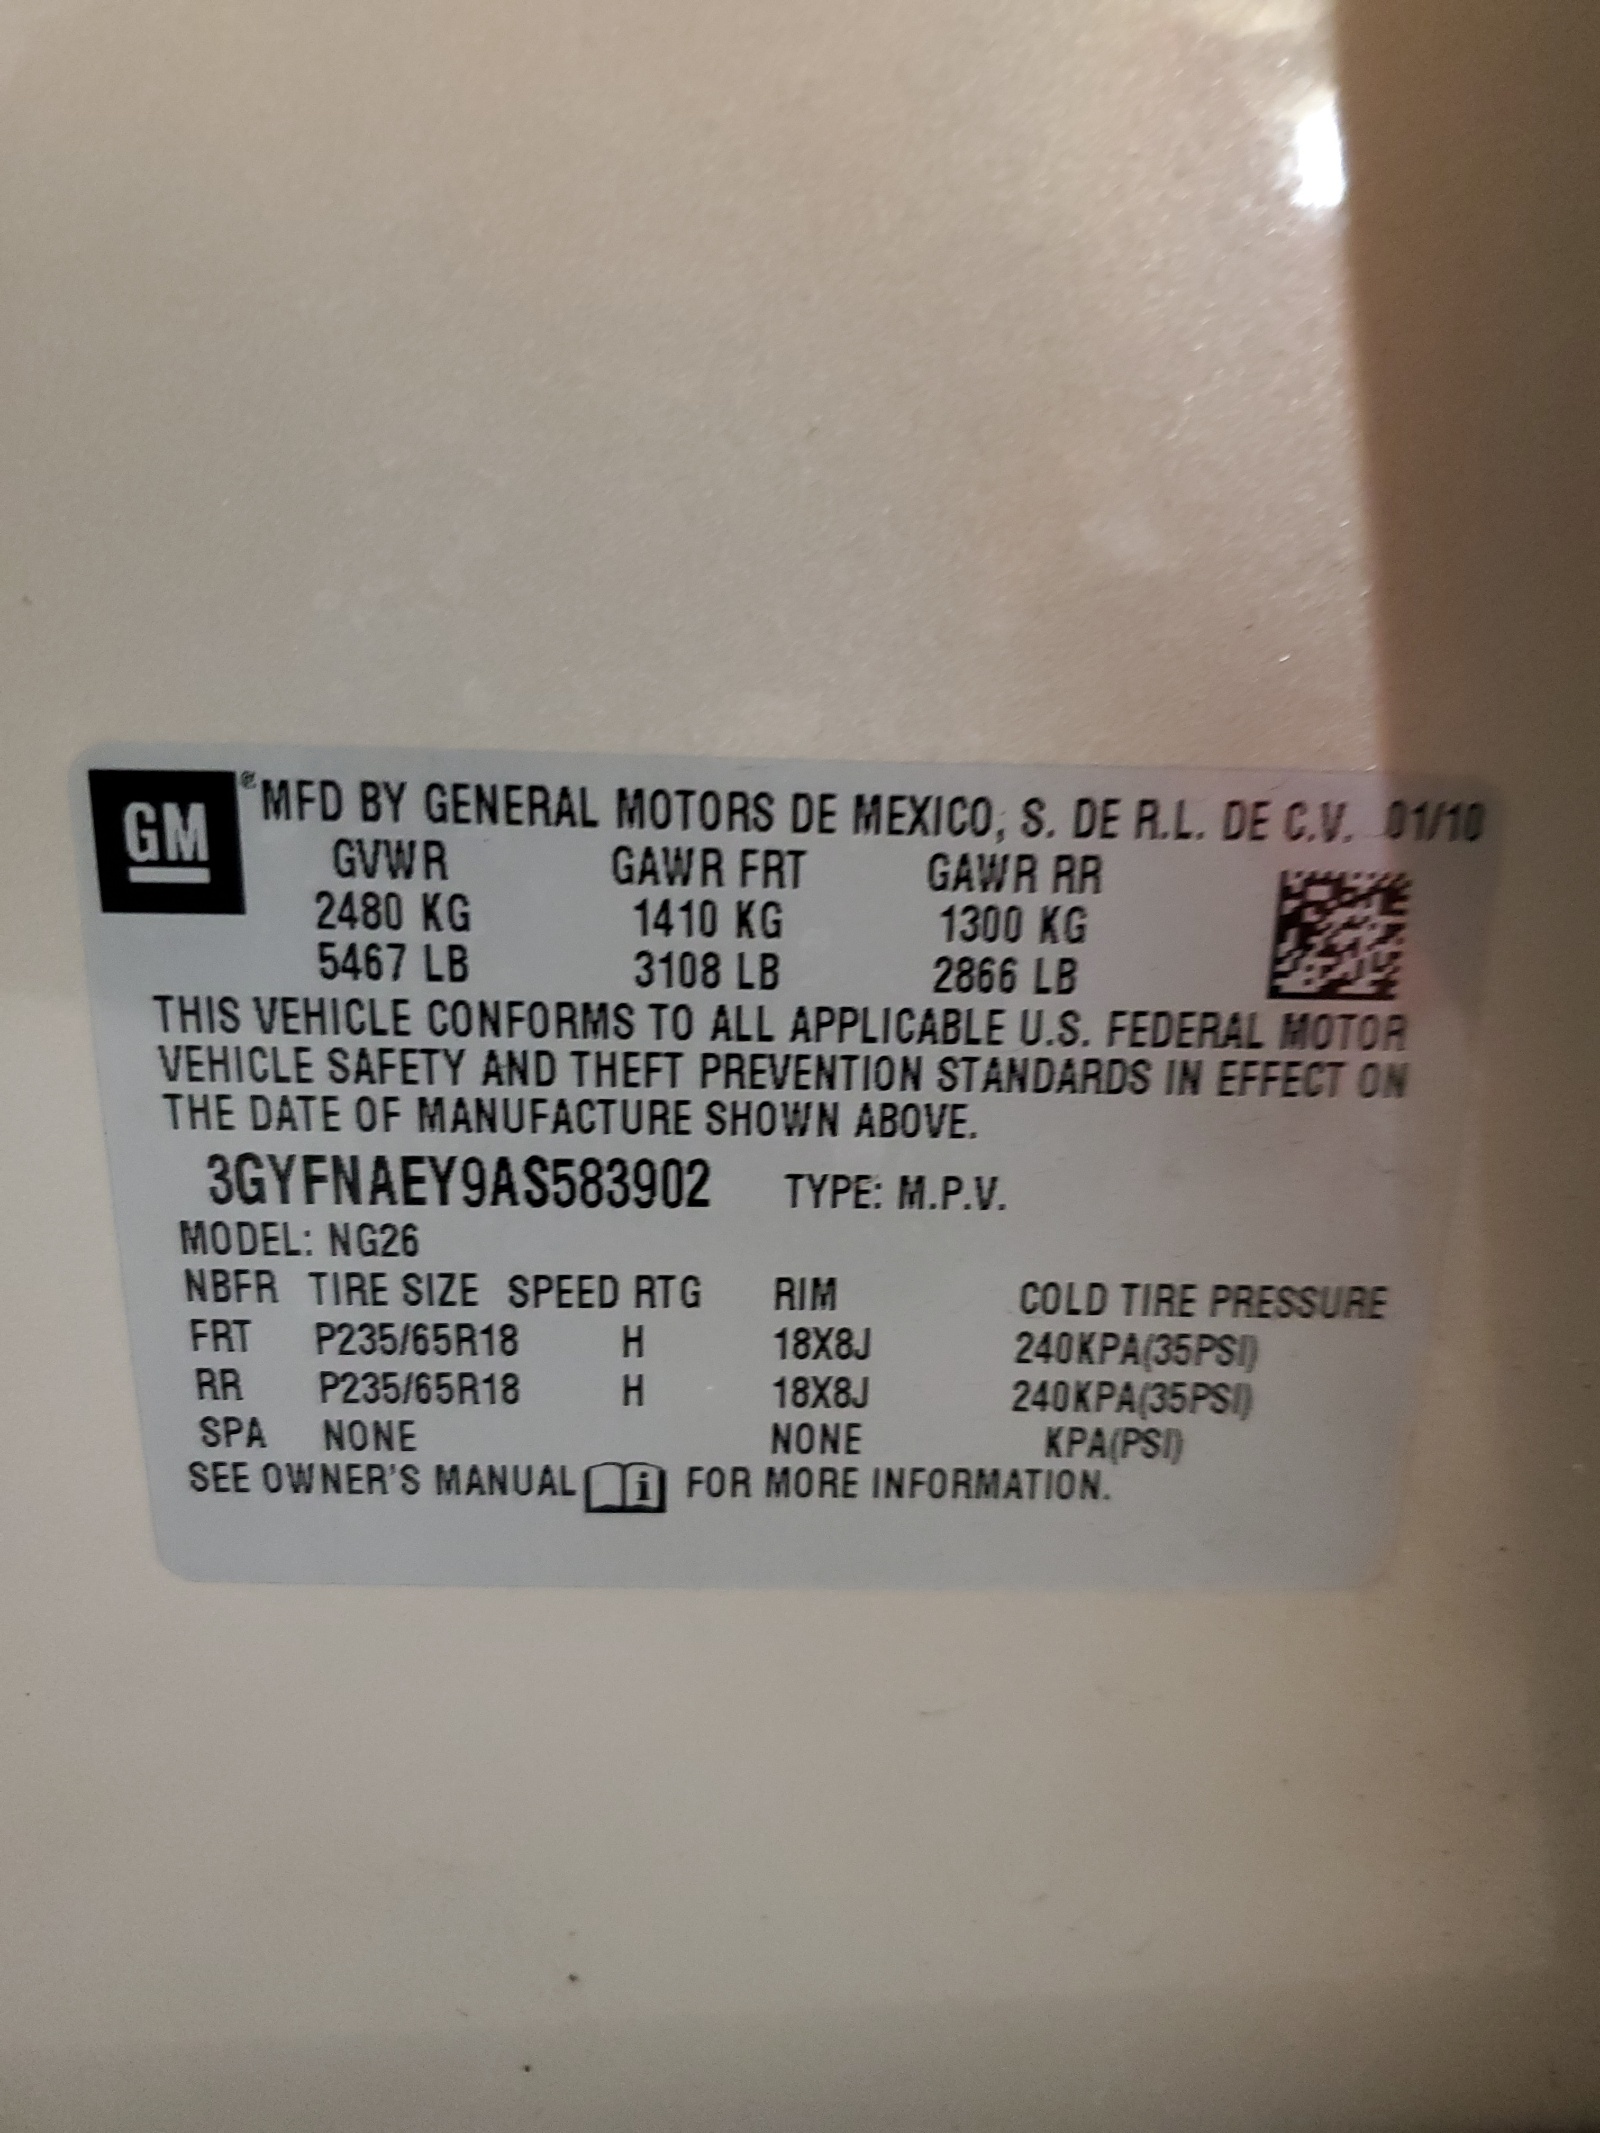 GM ® MFD BY GENERAL MOTORS DE MEXICO, S. DE R.L. DE C.V. 01/10
GVWR GAWR FRT GAWR RR
2480 KG 1410 KG 1300 KG
5467 LB 3108 LB 2866 LB
THIS VEHICLE CONFORMS TO ALL APPLICABLE U.S. FEDERAL MOTOR
VEHICLE SAFETY AND THEFT PREVENTION STANDARDS IN EFFECT ON
THE DATE OF MANUFACTURE SHOWN ABOVE.
3GYFNAEY9AS583902 TYPE: M.P.V.
MODEL: NG26
NBFR TIRE SIZE SPEED RTG RIM COLD TIRE PRESSURE
FRT P235/65R18 H 18X8J 240KPA(35PSI)
RR P235/65R18 H 18X8J 240KPA(35PSI)
SPA NONE NONE KPA(PSI)
SEE OWNER'S MANUAL i FOR MORE INFORMATION.